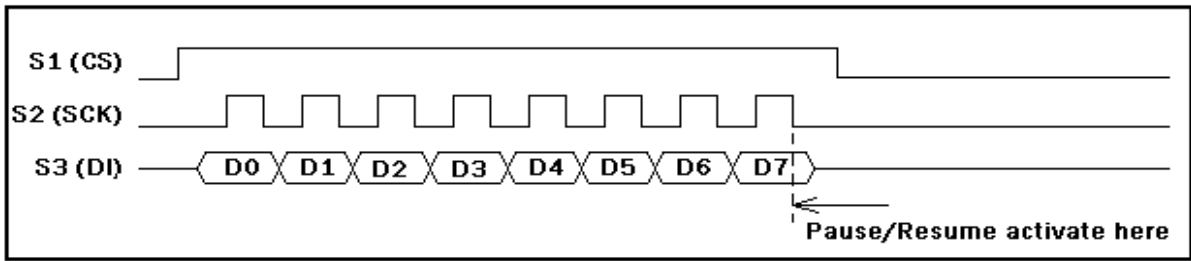 S1 (CS)
S2 (SCK)
S3 (DI) D0 D1 D2 D3 D4 D5 D6 D7
Pause/Resume activate here